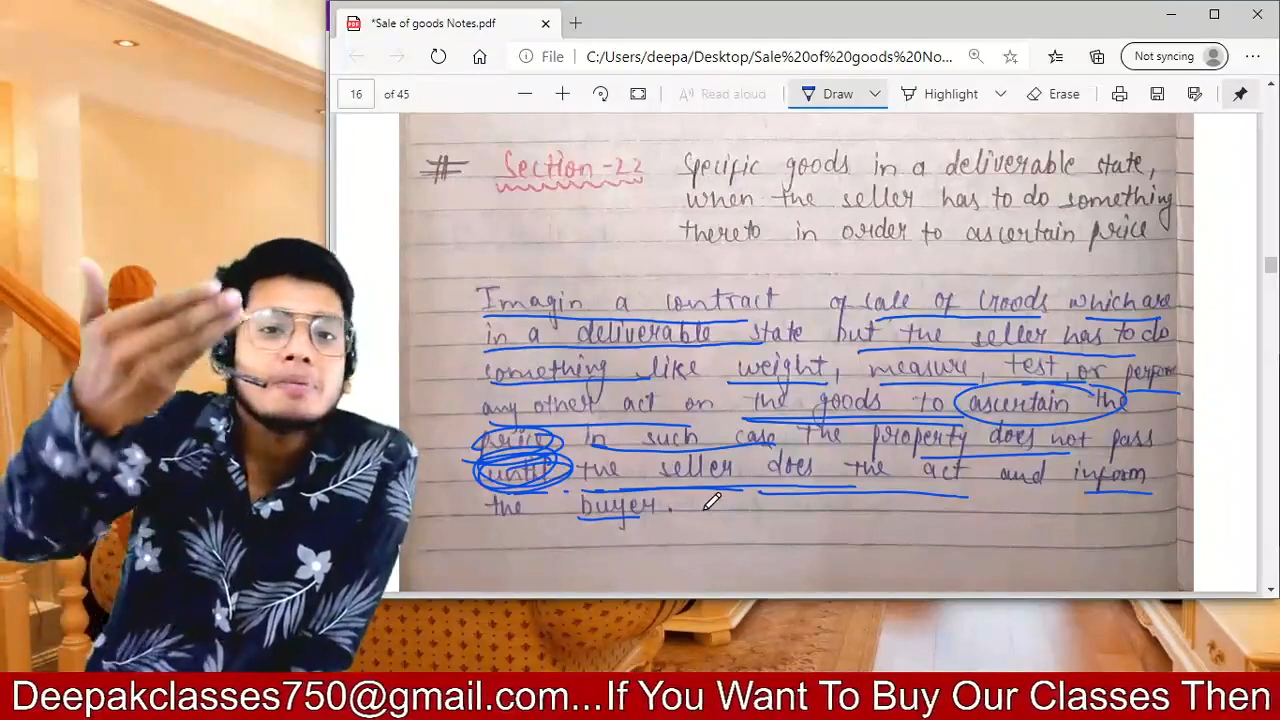 *Sale of goods Notes.pdf
File
C:/Users/deepa/Desktop/Sale%20of%20goods%20No...
Not syncing
16 of 45
Read aloud
Draw
Highlight
Erase
# Section-22 Specific goods in a deliverable state,
when the seller has to do something
thereto in order to ascertain price
Imagin a contract of sale of Goods which are
in a deliverable state but the seller has to do
something like weight, measure, test, or perform
any other act on the goods to ascertain the
price in such case the property does not pass
until the seller does the act and inform
the buyer.
Deepakclasses750@gmail.com...If You Want To Buy Our Classes Then